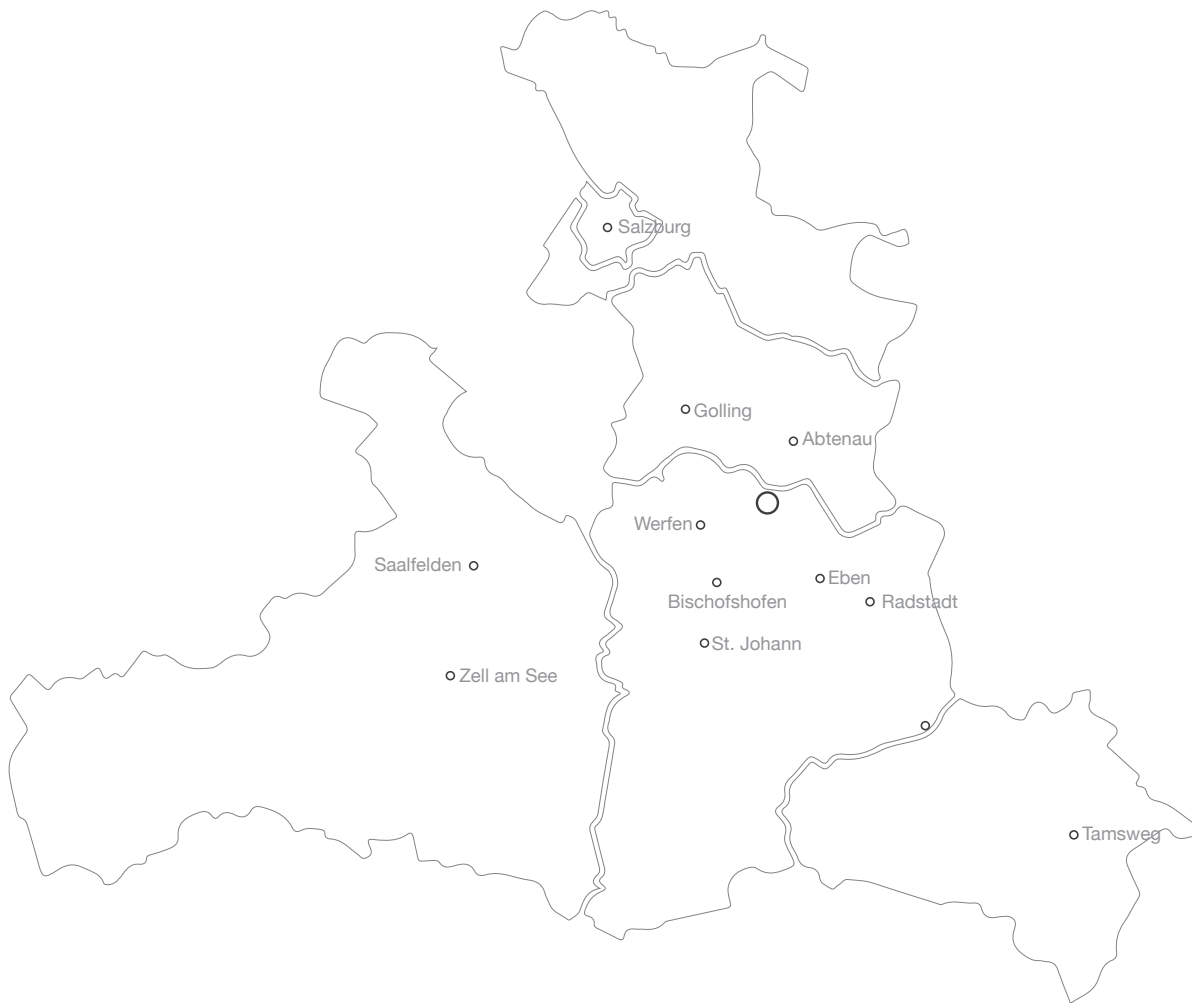 Salzburg
Golling
Abtenau
Werfen
Saalfelden
Eben
Bischofshofen
Radstadt
St. Johann
Zell am See
Tamsweg